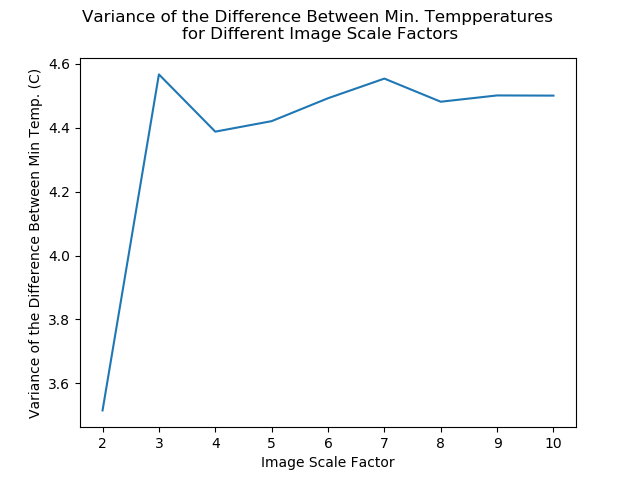 Variance of the Difference Between Min. Tempperatures
for Different Image Scale Factors
Variance of the Difference Between Min Temp. (C)
4.6
4.4
4.2
4.0
3.8
3.6
2 3 4 5 6 7 8 9 10
Image Scale Factor